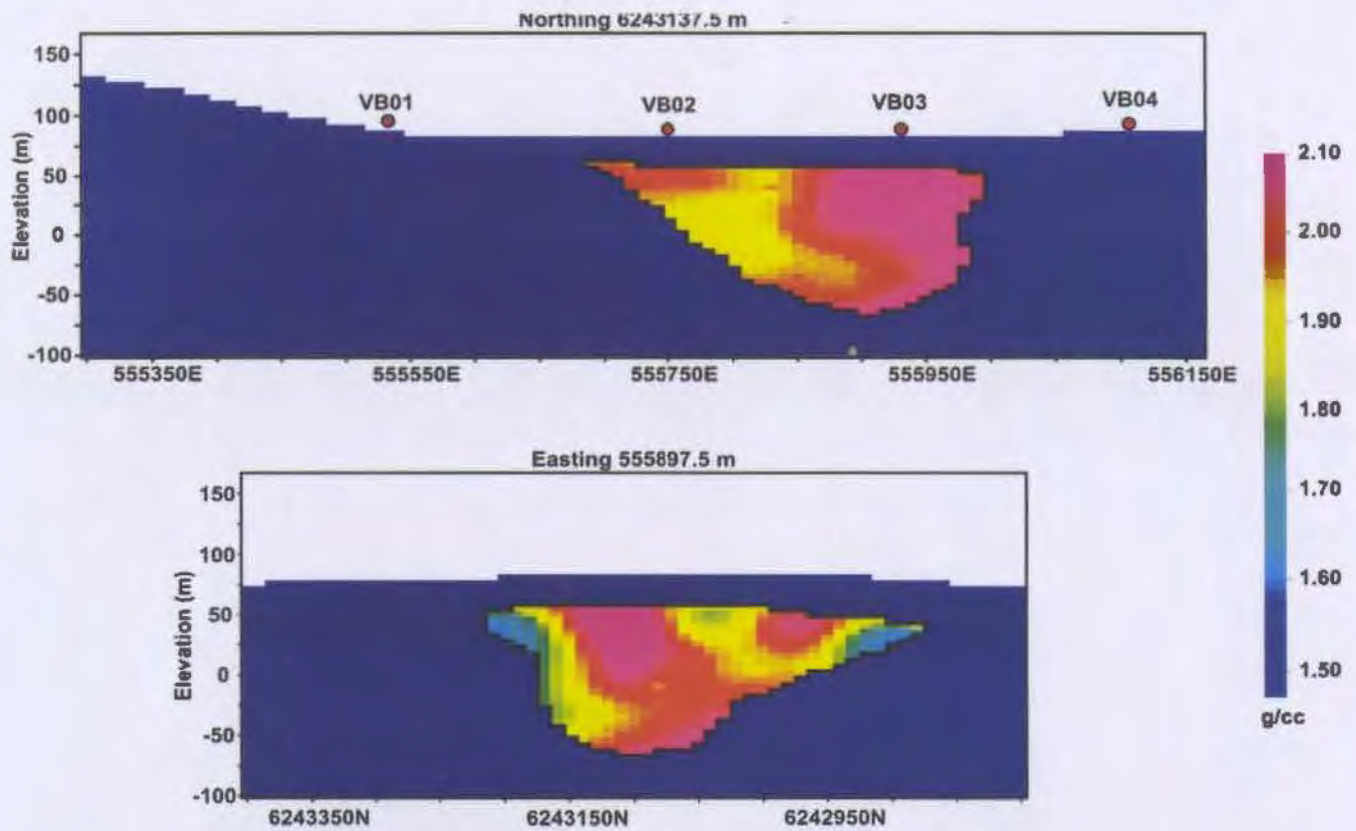 Northing 6243137.5 m
150
100
50
0
-50
-100
Elevation (m)
VB01
VB02
VB03
VB04
555350E
555550E
555750E
555950E
556150E
2.10
2.00
1.90
1.80
1.70
1.60
1.50
g/cc
Easting 555897.5 m
150
100
50
0
-50
-100
Elevation (m)
6243350N
6243150N
6242950N